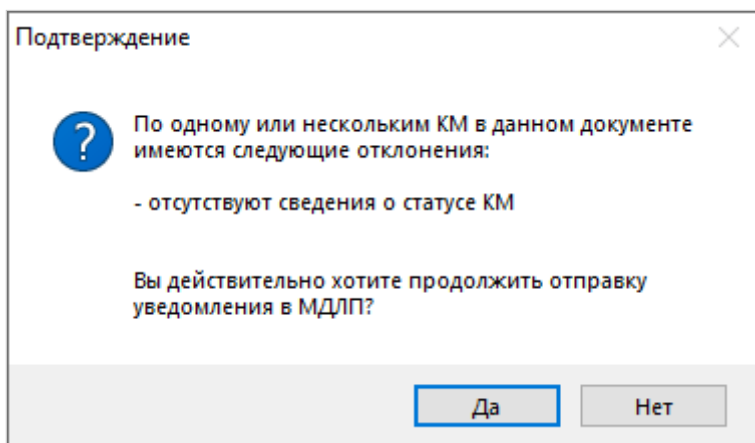 Подтверждение
По одному или нескольким КМ в данном документе
имеются следующие отклонения:
- отсутствуют сведения о статусе КМ
Вы действительно хотите продолжить отправку
уведомления в МДЛП?
Да
Нет